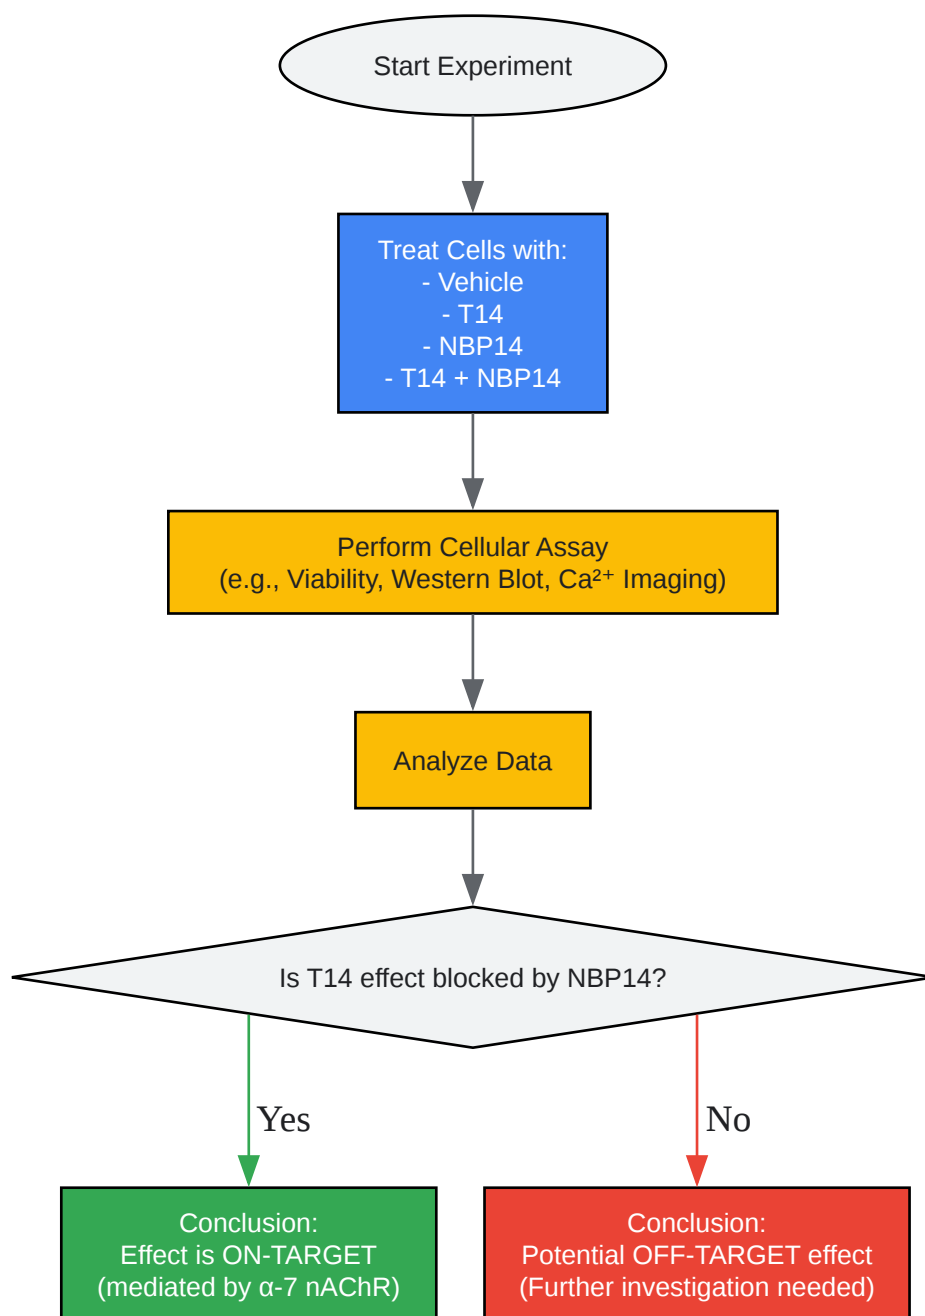 Start Experiment
Treat Cells with:
- Vehicle
- T14
- NBP14
- T14 + NBP14
Perform Cellular Assay
(e.g., Viability, Western Blot, Ca²⁺ Imaging)
Analyze Data
Is T14 effect blocked by NBP14?
Yes
No
Conclusion:
Effect is ON-TARGET
(mediated by α-7 nAChR)
Conclusion:
Potential OFF-TARGET effect
(Further investigation needed)